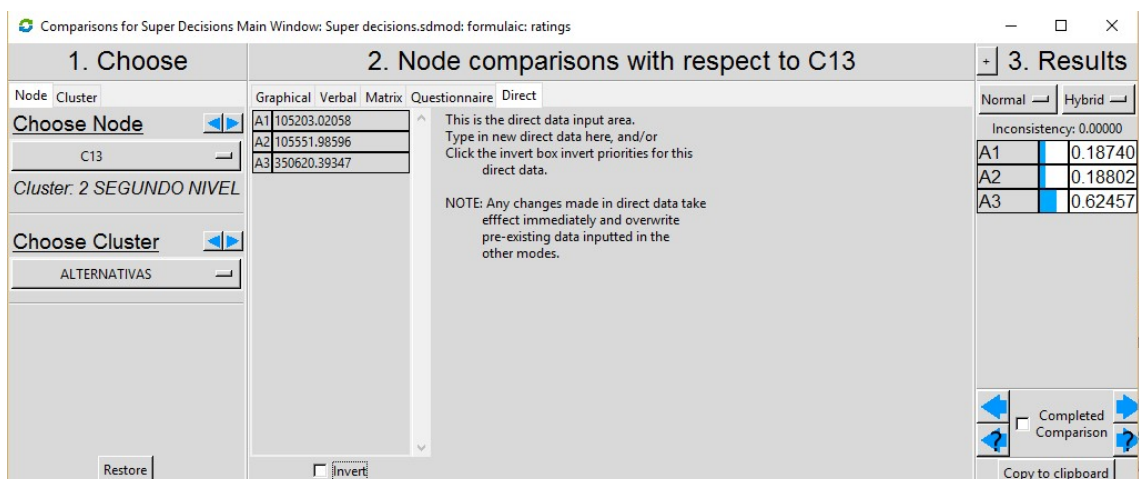 Comparisons for Super Decisions Main Window: Super decisions.sdmod: formulaic: ratings
1. Choose
Node Cluster
Choose Node
C13
Cluster: 2 SEGUNDO NIVEL
Choose Cluster
ALTERNATIVAS
Restore
2. Node comparisons with respect to C13
Graphical Verbal Matrix Questionnaire Direct
A1 105203.02058
A2 105551.98596
A3 350620.39347
This is the direct data input area.
Type in new direct data here, and/or
Click the invert box invert priorities for this
direct data.
NOTE: Any changes made in direct data take
efffect immediately and overwrite
pre-existing data inputted in the
other modes.
Invert
+ 3. Results
Normal Hybrid
Inconsistency: 0.00000
A1 0.18740
A2 0.18802
A3 0.62457
Completed
Comparison
? ?
Copy to clipboard